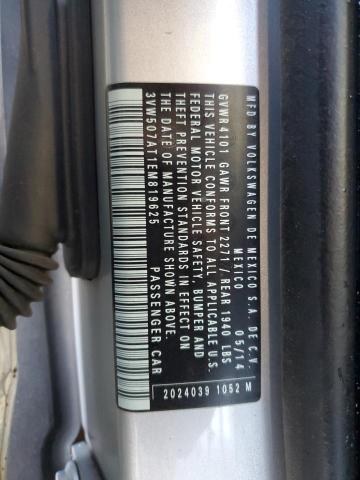 MFD BY VOLKSWAGEN DE MEXICO S.A. DE C.V.
MEXICO 05/14
GVWR 4101 GAWR FRONT 2271 / REAR 1940 LBS
THIS VEHICLE CONFORMS TO ALL APPLICABLE U.S.
FEDERAL MOTOR VEHICLE SAFETY, BUMPER AND
THEFT PREVENTION STANDARDS IN EFFECT ON
THE DATE OF MANUFACTURE SHOWN ABOVE.
3VW507AT1EM819625 PASSENGER CAR
2024039 1052 M